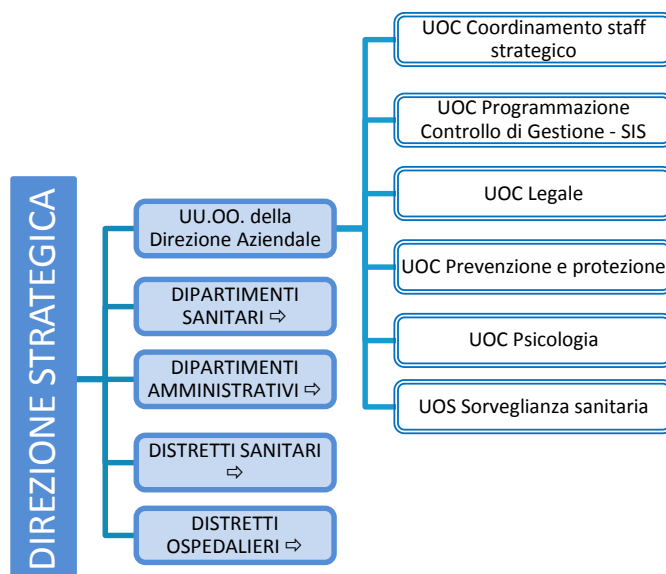 DIREZIONE STRATEGICA
UU.OO. della
Direzione Aziendale
DIPARTIMENTI
SANITARI ⇨
DIPARTIMENTI
AMMINISTRATIVI ⇨
DISTRETTI SANITARI
⇨
DISTRETTI
OSPEDALIERI ⇨
UOC Coordinamento staff
strategico
UOC Programmazione
Controllo di Gestione - SIS
UOC Legale
UOC Prevenzione e protezione
UOC Psicologia
UOS Sorveglianza sanitaria